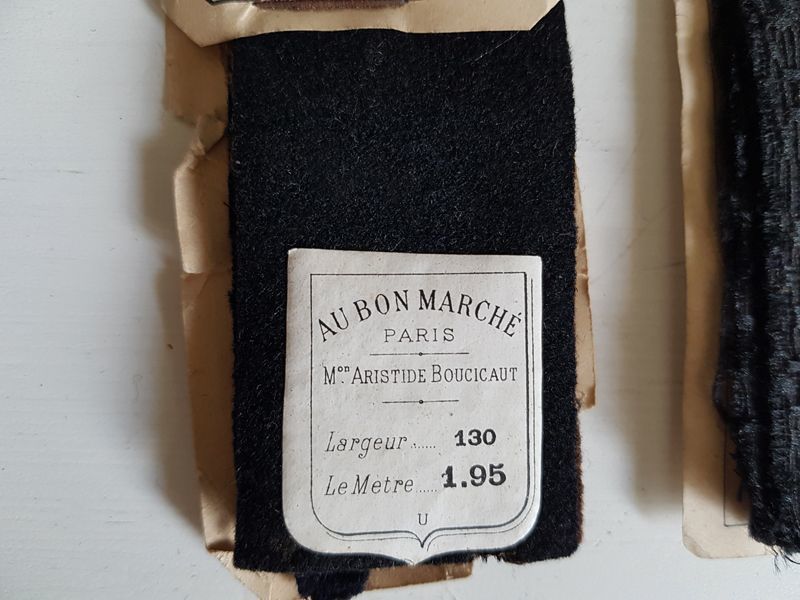 AU BON MARCHÉ
PARIS
Mon ARISTIDE BOUCICAUT
Largeur ...... 130
Le Metre ...... 1.95
U